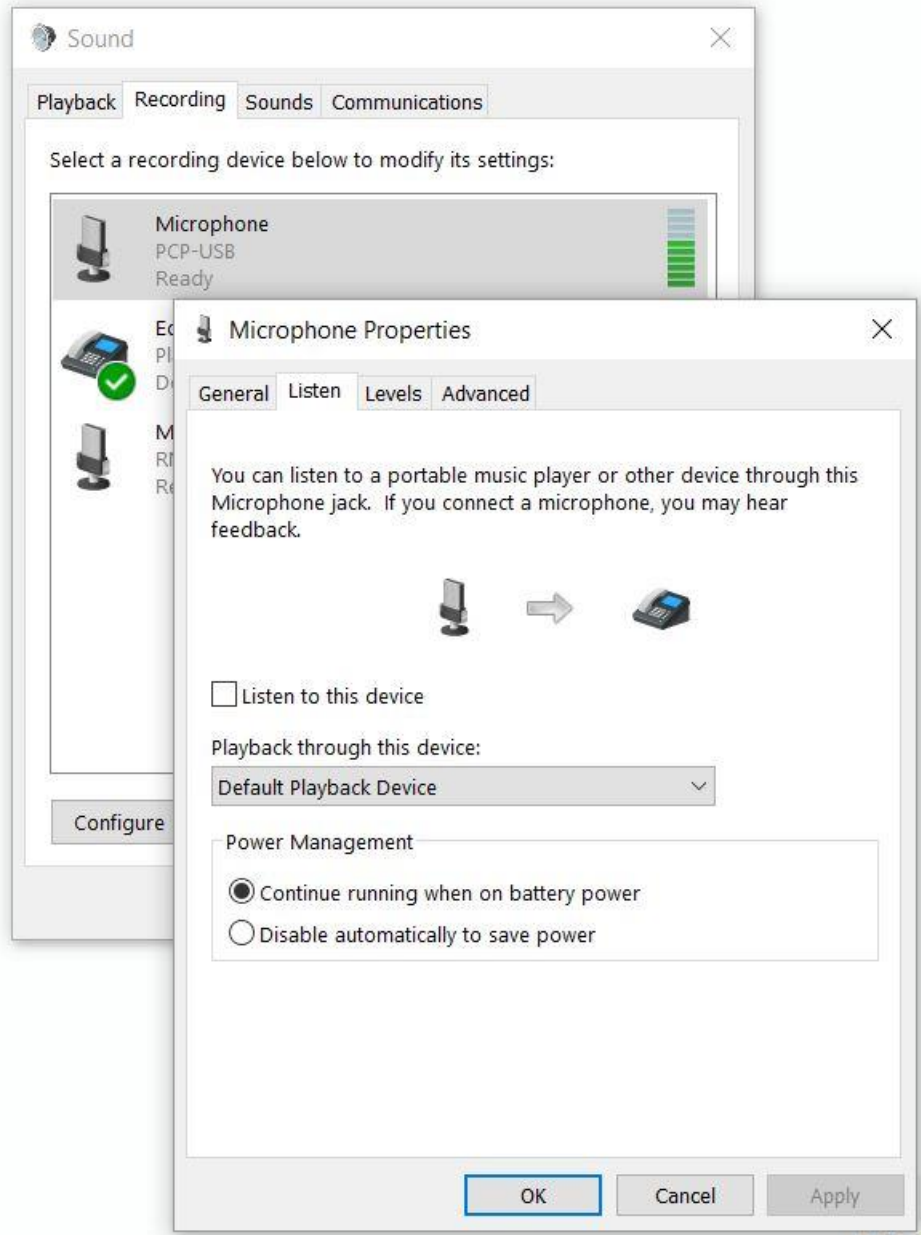 Sound
Playback Recording Sounds Communications
Select a recording device below to modify its settings:
Microphone
PCP-USB
Ready
Microphone Properties
General Listen Levels Advanced
You can listen to a portable music player or other device through this
Microphone jack. If you connect a microphone, you may hear
feedback.
Listen to this device
Playback through this device:
Default Playback Device
Configure
Power Management
Continue running when on battery power
Disable automatically to save power
OK Cancel Apply